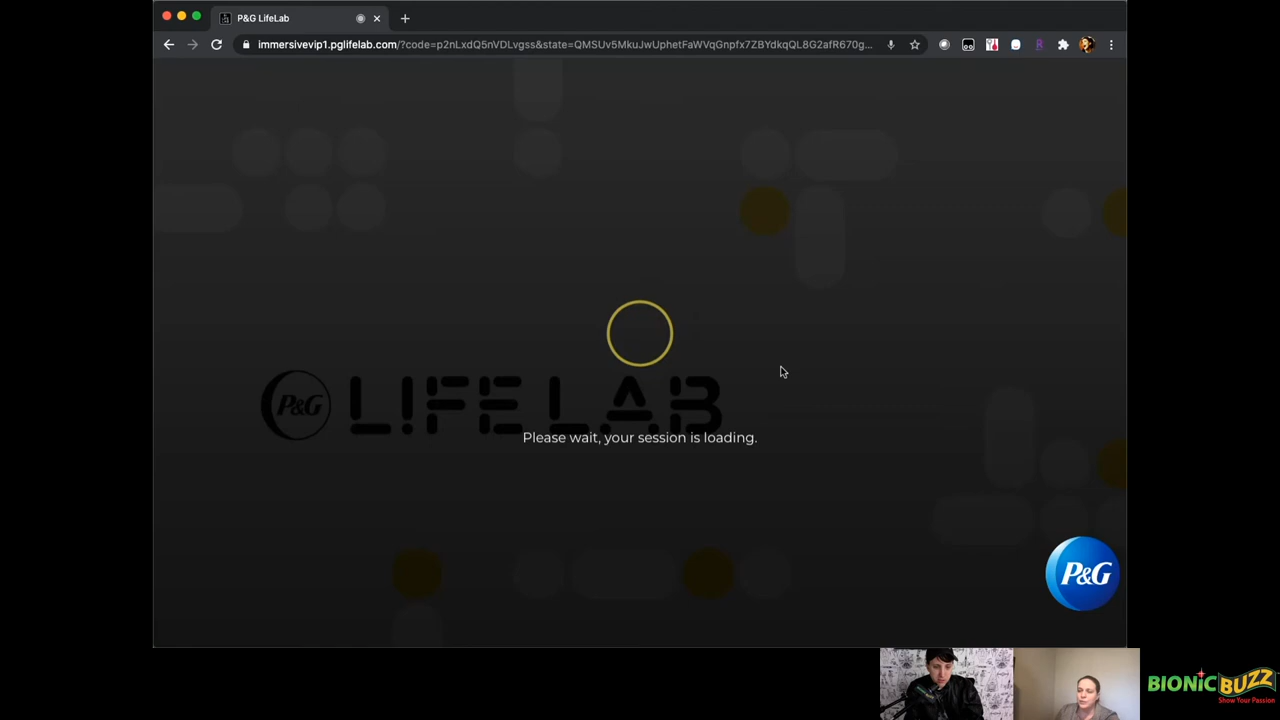 P&G LifeLab
immersivevip1.pglifelab.com/?code=p2nLxdQ5nVDLvgss&state=QMSUv5MkuJwUphetFaWVqGnpfx7ZBYdkqQL8G2afR670g...
P&G LIFELAB
Please wait, your session is loading.
P&G
BIONIC BUZZ
Show Your Passion